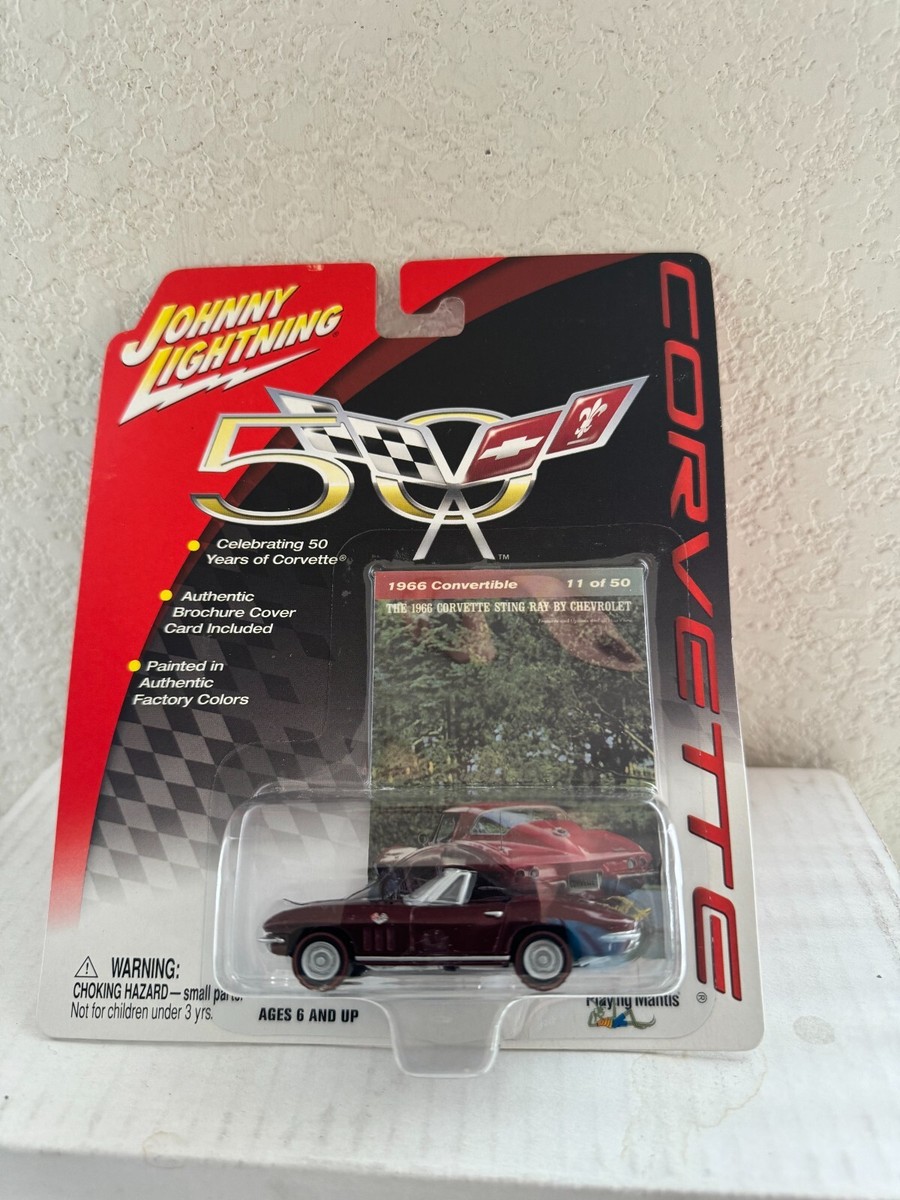 JOHNNY
LIGHTNING
50
™
CORVETTE
®
Celebrating 50
Years of Corvette®
Authentic
Brochure Cover
Card Included
Painted in
Authentic
Factory Colors
1966 Convertible 11 of 50
THE 1966 CORVETTE STING RAY BY CHEVROLET
WARNING:
CHOKING HAZARD — small parts.
Not for children under 3 yrs.
AGES 6 AND UP
Playing Mantis